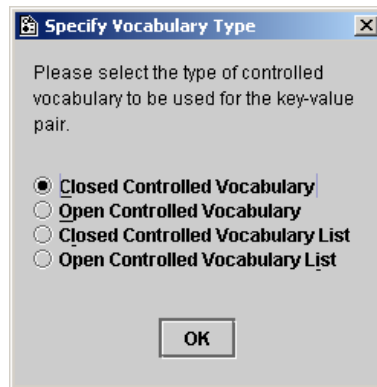 Specify Vocabulary Type
Please select the type of controlled
vocabulary to be used for the key-value
pair.
Closed Controlled Vocabulary
Open Controlled Vocabulary
Closed Controlled Vocabulary List
Open Controlled Vocabulary List
OK